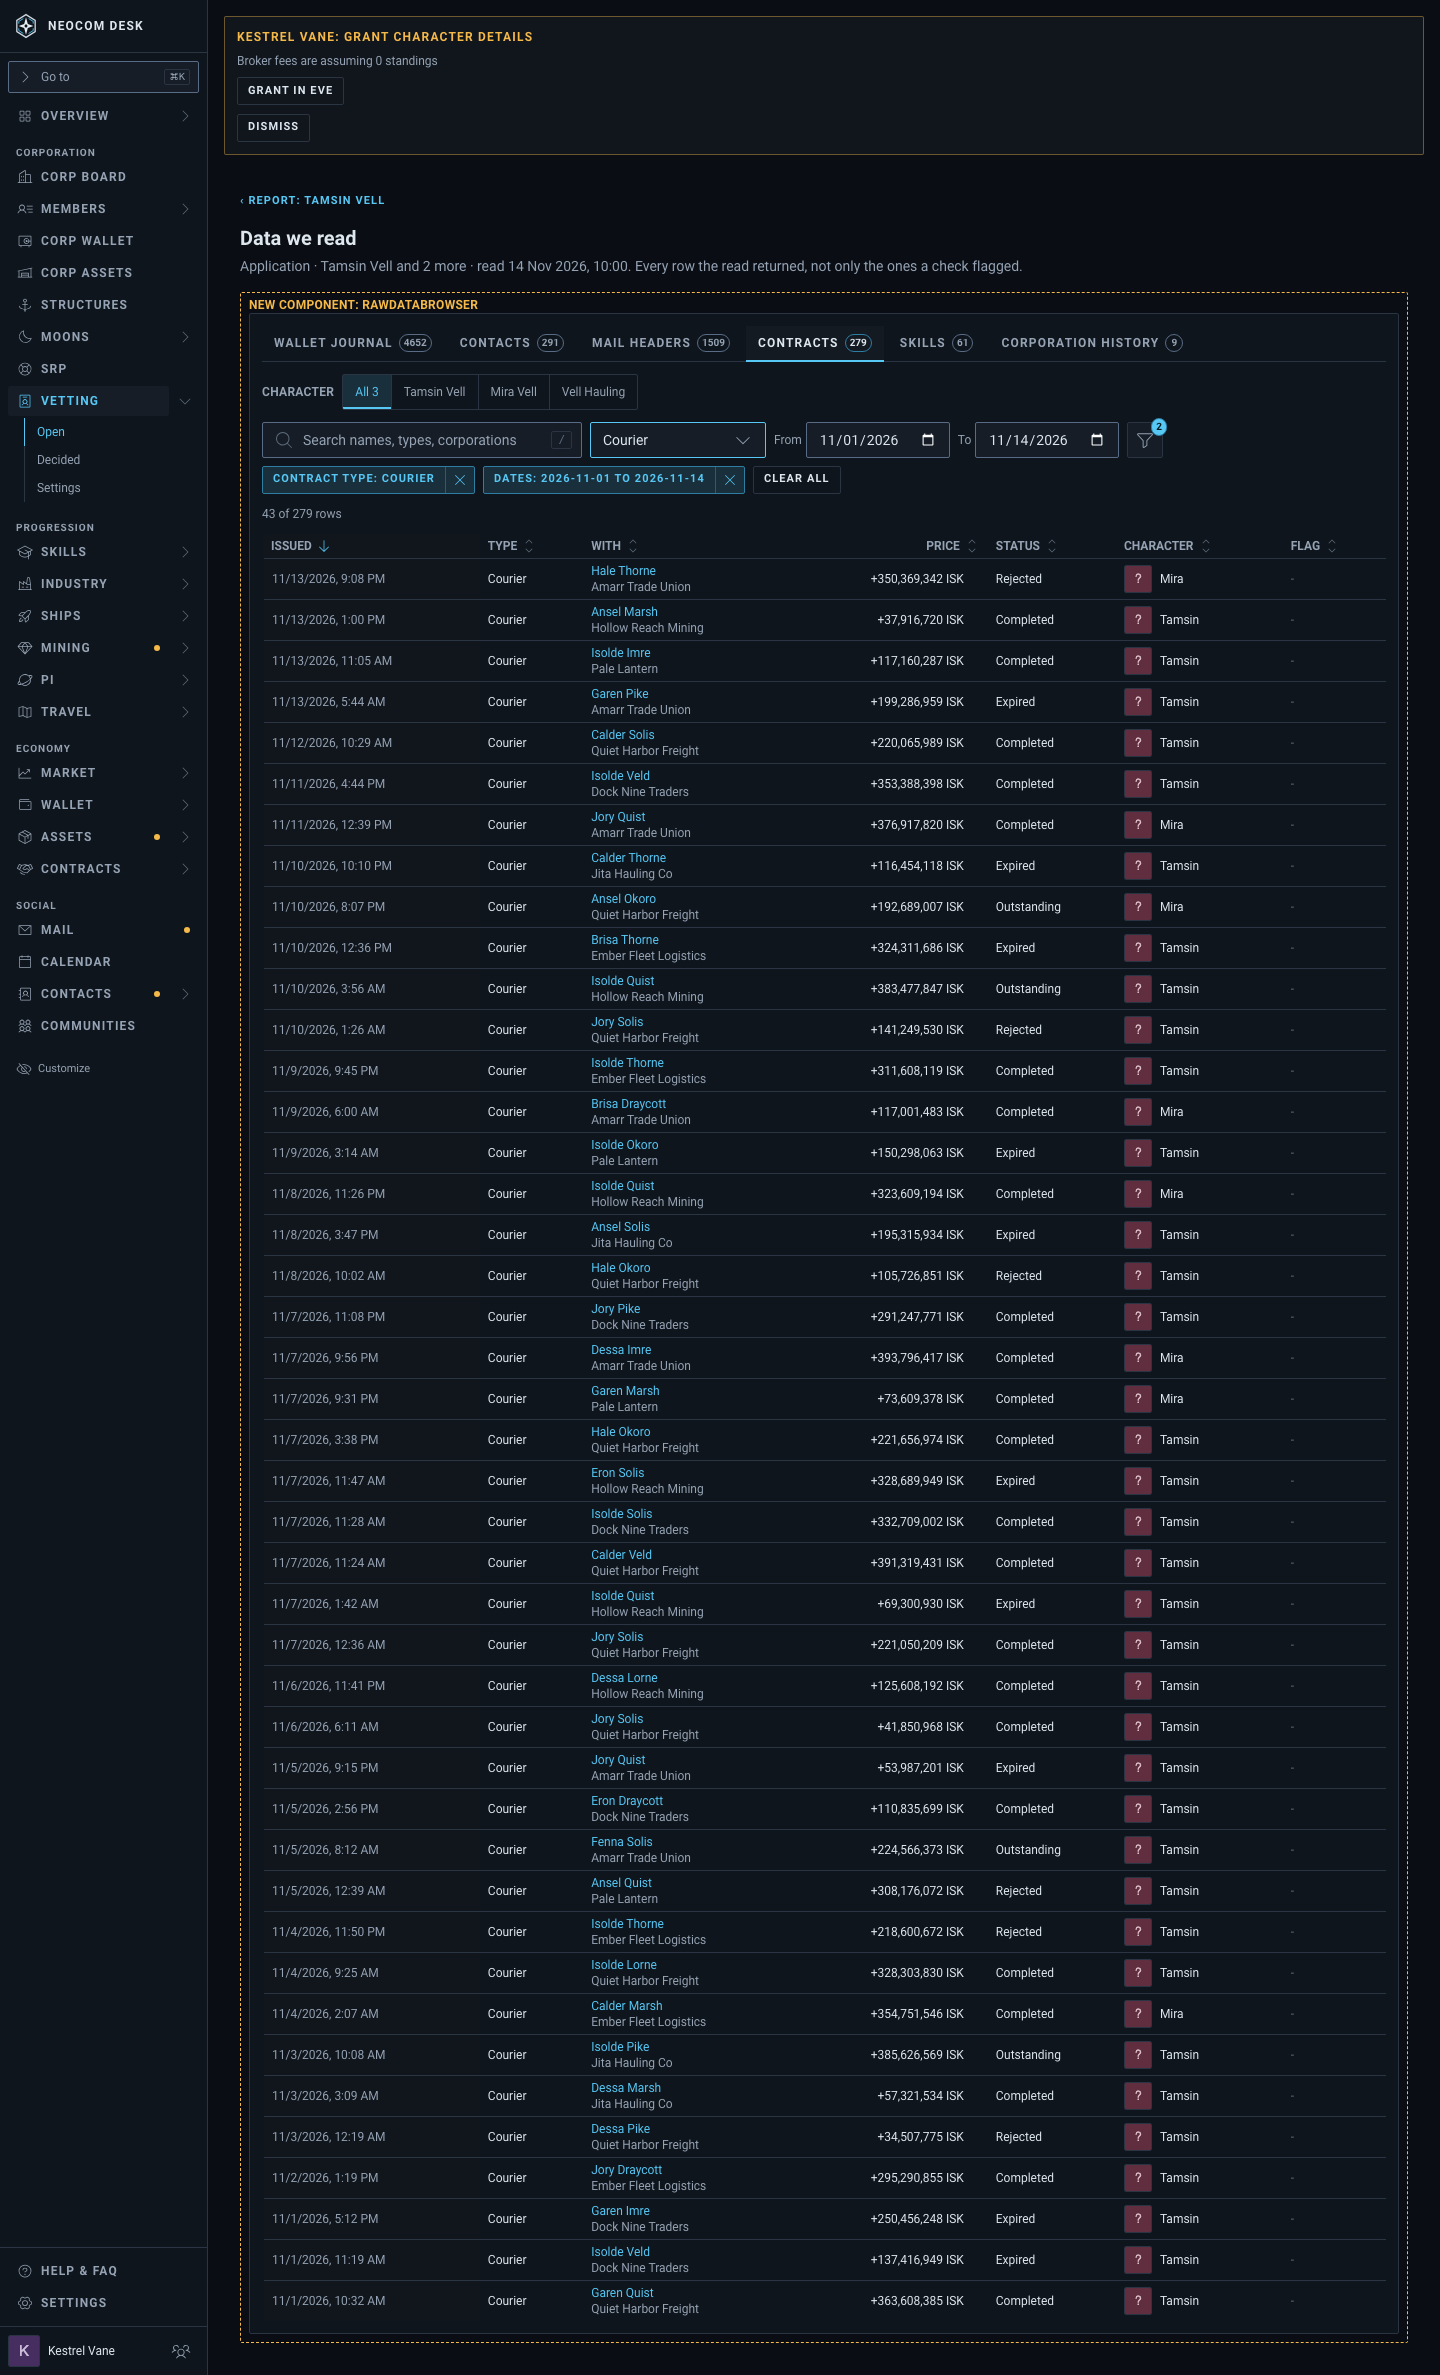 NEOCOM DESK
Go to ⌘K
OVERVIEW
CORPORATION
CORP BOARD
MEMBERS
CORP WALLET
CORP ASSETS
STRUCTURES
MOONS
SRP
VETTING
Open
Decided
Settings
PROGRESSION
SKILLS
INDUSTRY
SHIPS
MINING
PI
TRAVEL
ECONOMY
MARKET
WALLET
ASSETS
CONTRACTS
SOCIAL
MAIL
CALENDAR
CONTACTS
COMMUNITIES
Customize
HELP & FAQ
SETTINGS
K Kestrel Vane
KESTREL VANE: GRANT CHARACTER DETAILS
Broker fees are assuming 0 standings
GRANT IN EVE
DISMISS
‹ REPORT: TAMSIN VELL
Data we read
Application · Tamsin Vell and 2 more · read 14 Nov 2026, 10:00. Every row the read returned, not only the ones a check flagged.
NEW COMPONENT: RAWDATABROWSER
WALLET JOURNAL 4652 CONTACTS 291 MAIL HEADERS 1509 CONTRACTS 279 SKILLS 61 CORPORATION HISTORY 9
CHARACTER All 3 Tamsin Vell Mira Vell Vell Hauling
Search names, types, corporations / Courier From 11/01/2026 To 11/14/2026 2
CONTRACT TYPE: COURIER DATES: 2026-11-01 TO 2026-11-14 CLEAR ALL
43 of 279 rows
ISSUED TYPE WITH PRICE STATUS CHARACTER FLAG
11/13/2026, 9:08 PM Courier Hale Thorne +350,369,342 ISK Rejected ? Mira -
Amarr Trade Union
11/13/2026, 1:00 PM Courier Ansel Marsh +37,916,720 ISK Completed ? Tamsin -
Hollow Reach Mining
11/13/2026, 11:05 AM Courier Isolde Imre +117,160,287 ISK Completed ? Tamsin -
Pale Lantern
11/13/2026, 5:44 AM Courier Garen Pike +199,286,959 ISK Expired ? Tamsin -
Amarr Trade Union
11/12/2026, 10:29 AM Courier Calder Solis +220,065,989 ISK Completed ? Tamsin -
Quiet Harbor Freight
11/11/2026, 4:44 PM Courier Isolde Veld +353,388,398 ISK Completed ? Tamsin -
Dock Nine Traders
11/11/2026, 12:39 PM Courier Jory Quist +376,917,820 ISK Completed ? Mira -
Amarr Trade Union
11/10/2026, 10:10 PM Courier Calder Thorne +116,454,118 ISK Expired ? Tamsin -
Jita Hauling Co
11/10/2026, 8:07 PM Courier Ansel Okoro +192,689,007 ISK Outstanding ? Mira -
Quiet Harbor Freight
11/10/2026, 12:36 PM Courier Brisa Thorne +324,311,686 ISK Expired ? Tamsin -
Ember Fleet Logistics
11/10/2026, 3:56 AM Courier Isolde Quist +383,477,847 ISK Outstanding ? Tamsin -
Hollow Reach Mining
11/10/2026, 1:26 AM Courier Jory Solis +141,249,530 ISK Rejected ? Tamsin -
Quiet Harbor Freight
11/9/2026, 9:45 PM Courier Isolde Thorne +311,608,119 ISK Completed ? Tamsin -
Ember Fleet Logistics
11/9/2026, 6:00 AM Courier Brisa Draycott +117,001,483 ISK Completed ? Mira -
Amarr Trade Union
11/9/2026, 3:14 AM Courier Isolde Okoro +150,298,063 ISK Expired ? Tamsin -
Pale Lantern
11/8/2026, 11:26 PM Courier Isolde Quist +323,609,194 ISK Completed ? Mira -
Hollow Reach Mining
11/8/2026, 3:47 PM Courier Ansel Solis +195,315,934 ISK Expired ? Tamsin -
Jita Hauling Co
11/8/2026, 10:02 AM Courier Hale Okoro +105,726,851 ISK Rejected ? Tamsin -
Quiet Harbor Freight
11/7/2026, 11:08 PM Courier Jory Pike +291,247,771 ISK Completed ? Tamsin -
Dock Nine Traders
11/7/2026, 9:56 PM Courier Dessa Imre +393,796,417 ISK Completed ? Mira -
Amarr Trade Union
11/7/2026, 9:31 PM Courier Garen Marsh +73,609,378 ISK Completed ? Mira -
Pale Lantern
11/7/2026, 3:38 PM Courier Hale Okoro +221,656,974 ISK Completed ? Tamsin -
Quiet Harbor Freight
11/7/2026, 11:47 AM Courier Eron Solis +328,689,949 ISK Expired ? Tamsin -
Hollow Reach Mining
11/7/2026, 11:28 AM Courier Isolde Solis +332,709,002 ISK Completed ? Tamsin -
Dock Nine Traders
11/7/2026, 11:24 AM Courier Calder Veld +391,319,431 ISK Completed ? Tamsin -
Quiet Harbor Freight
11/7/2026, 1:42 AM Courier Isolde Quist +69,300,930 ISK Expired ? Tamsin -
Hollow Reach Mining
11/7/2026, 12:36 AM Courier Jory Solis +221,050,209 ISK Completed ? Tamsin -
Quiet Harbor Freight
11/6/2026, 11:41 PM Courier Dessa Lorne +125,608,192 ISK Completed ? Tamsin -
Hollow Reach Mining
11/6/2026, 6:11 AM Courier Jory Solis +41,850,968 ISK Completed ? Tamsin -
Quiet Harbor Freight
11/5/2026, 9:15 PM Courier Jory Quist +53,987,201 ISK Expired ? Tamsin -
Amarr Trade Union
11/5/2026, 2:56 PM Courier Eron Draycott +110,835,699 ISK Completed ? Tamsin -
Dock Nine Traders
11/5/2026, 8:12 AM Courier Fenna Solis +224,566,373 ISK Outstanding ? Tamsin -
Amarr Trade Union
11/5/2026, 12:39 AM Courier Ansel Quist +308,176,072 ISK Rejected ? Tamsin -
Pale Lantern
11/4/2026, 11:50 PM Courier Isolde Thorne +218,600,672 ISK Rejected ? Tamsin -
Ember Fleet Logistics
11/4/2026, 9:25 AM Courier Isolde Lorne +328,303,830 ISK Completed ? Tamsin -
Quiet Harbor Freight
11/4/2026, 2:07 AM Courier Calder Marsh +354,751,546 ISK Completed ? Mira -
Ember Fleet Logistics
11/3/2026, 10:08 AM Courier Isolde Pike +385,626,569 ISK Outstanding ? Tamsin -
Jita Hauling Co
11/3/2026, 3:09 AM Courier Dessa Marsh +57,321,534 ISK Completed ? Tamsin -
Jita Hauling Co
11/3/2026, 12:19 AM Courier Dessa Pike +34,507,775 ISK Rejected ? Tamsin -
Quiet Harbor Freight
11/2/2026, 1:19 PM Courier Jory Draycott +295,290,855 ISK Completed ? Tamsin -
Ember Fleet Logistics
11/1/2026, 5:12 PM Courier Garen Imre +250,456,248 ISK Expired ? Tamsin -
Dock Nine Traders
11/1/2026, 11:19 AM Courier Isolde Veld +137,416,949 ISK Expired ? Tamsin -
Dock Nine Traders
11/1/2026, 10:32 AM Courier Garen Quist +363,608,385 ISK Completed ? Tamsin -
Quiet Harbor Freight